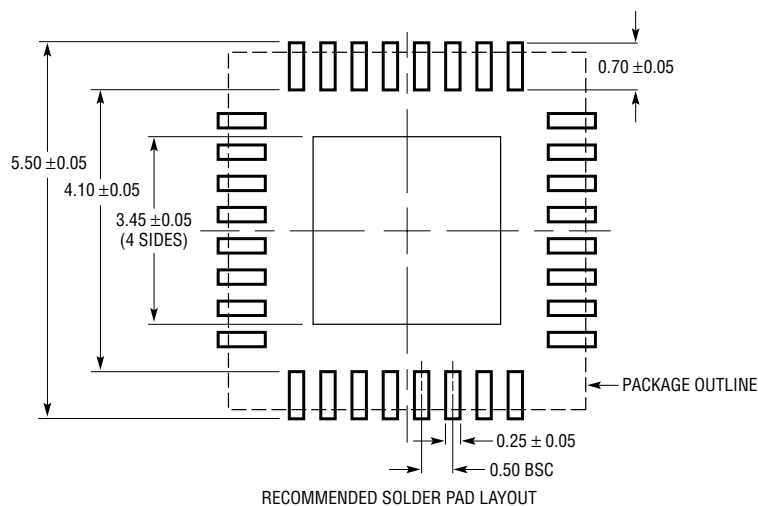 0.70 ±0.05
5.50 ±0.05
4.10 ±0.05
3.45 ±0.05
(4 SIDES)
PACKAGE OUTLINE
0.25 ± 0.05
0.50 BSC
RECOMMENDED SOLDER PAD LAYOUT